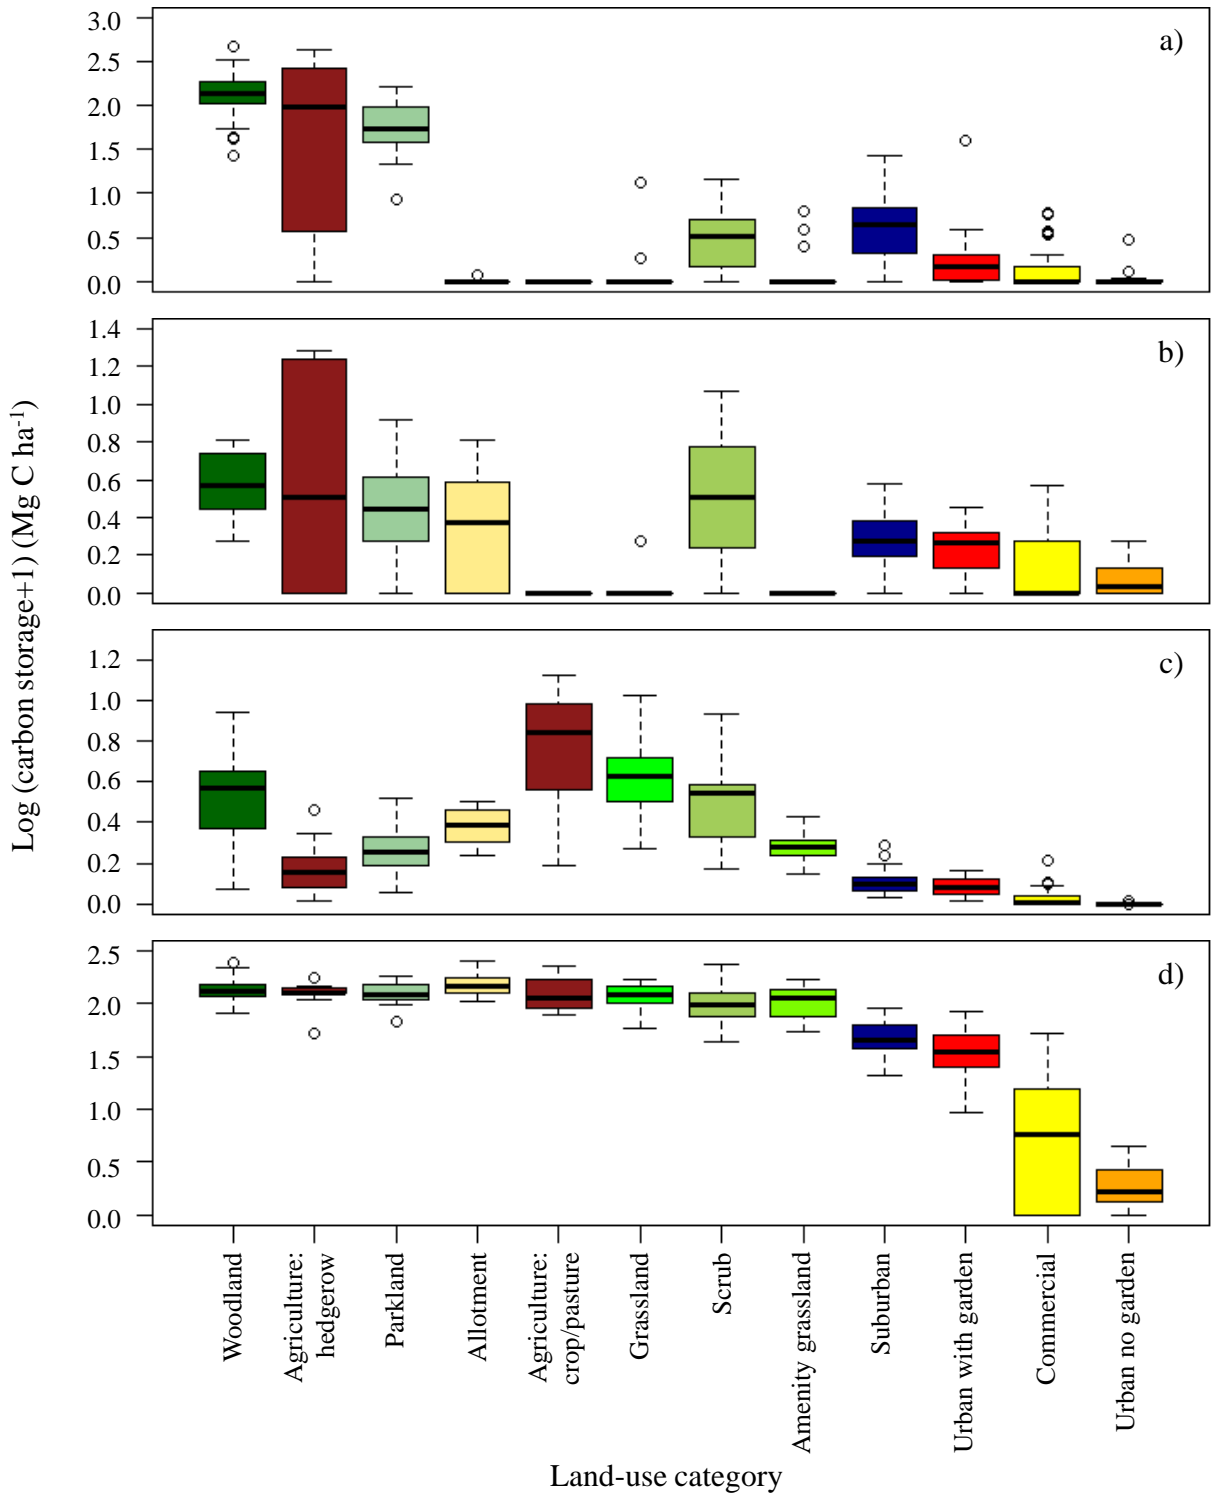 a)
3.0
2.5
2.0
1.5
1.0
0.5
0.0
b)
1.4
1.2
1.0
0.8
0.6
0.4
0.2
0.0
c)
1.2
1.0
0.8
0.6
0.4
0.2
0.0
d)
2.5
2.0
1.5
1.0
0.5
0.0
Log (carbon storage+1) (Mg C ha-1)
Woodland
Agriculture:
hedgerow
Parkland
Allotment
Agriculture:
crop/pasture
Grassland
Scrub
Amenity grassland
Suburban
Urban with garden
Commercial
Urban no garden
Land-use category